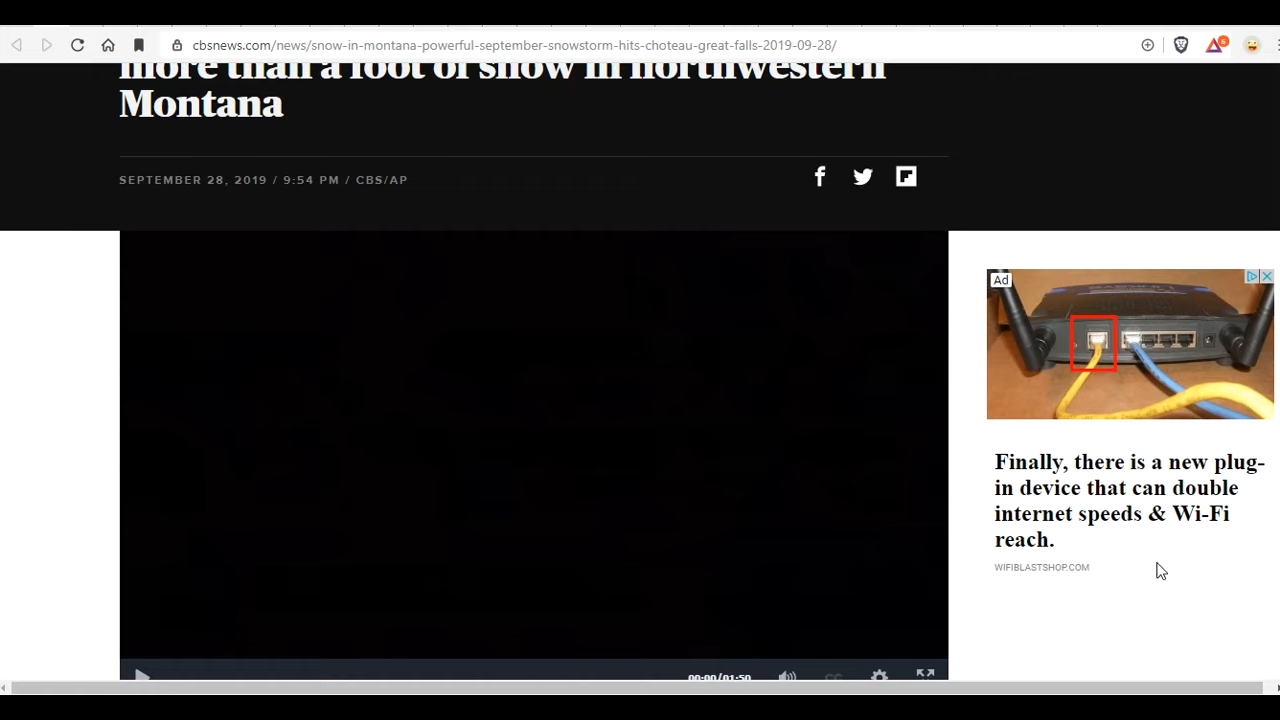 cbsnews.com/news/snow-in-montana-powerful-september-snowstorm-hits-choteau-great-falls-2019-09-28/
6
more than a foot of snow in northwestern
Montana
SEPTEMBER 28, 2019 / 9:54 PM / CBS/AP
Ad
Finally, there is a new plug-
in device that can double
internet speeds & Wi-Fi
reach.
WIFIBLASTSHOP.COM
00:00/01:50
CC